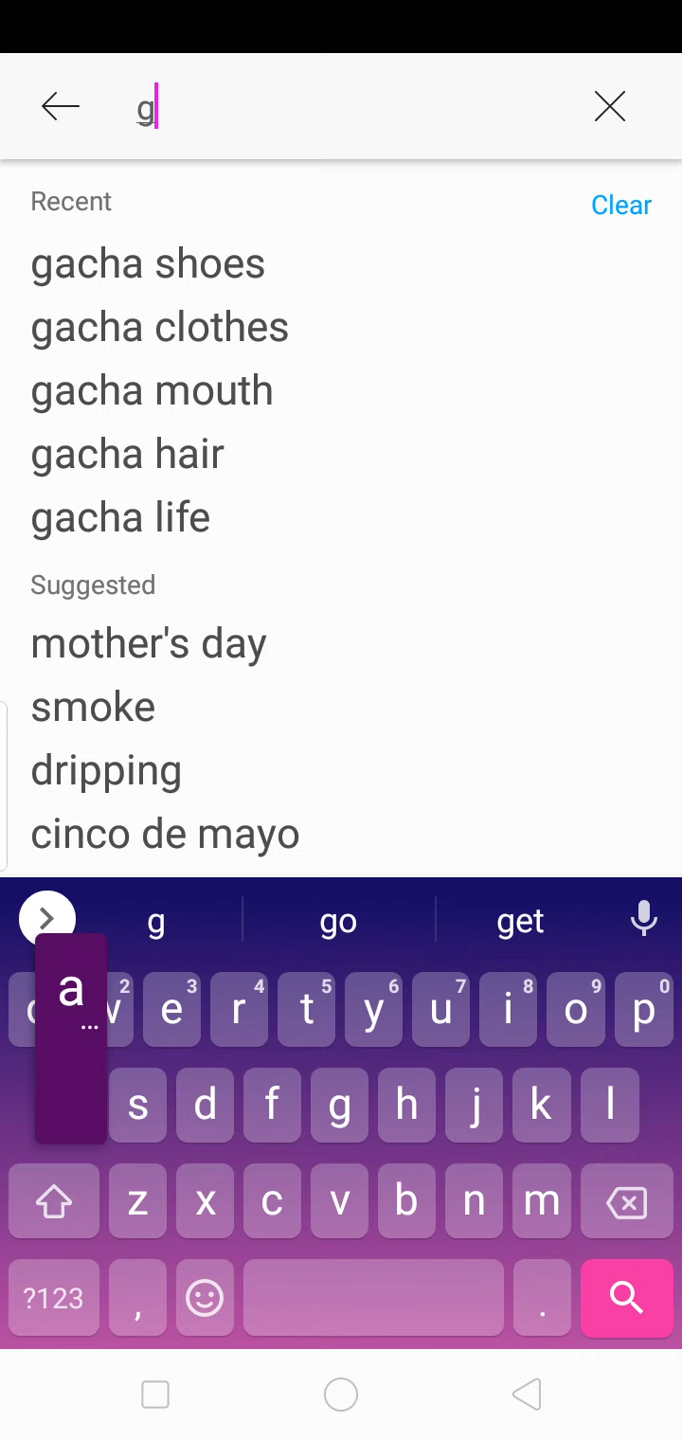 g
Recent
Clear
gacha shoes
gacha clothes
gacha mouth
gacha hair
gacha life
Suggested
mother's day
smoke
dripping
cinco de mayo
g go get
a
...
w 2 e 3 r 4 t 5 y 6 u 7 i 8 o 9 p 0
s d f g h j k l
z x c v b n m
?123 , .